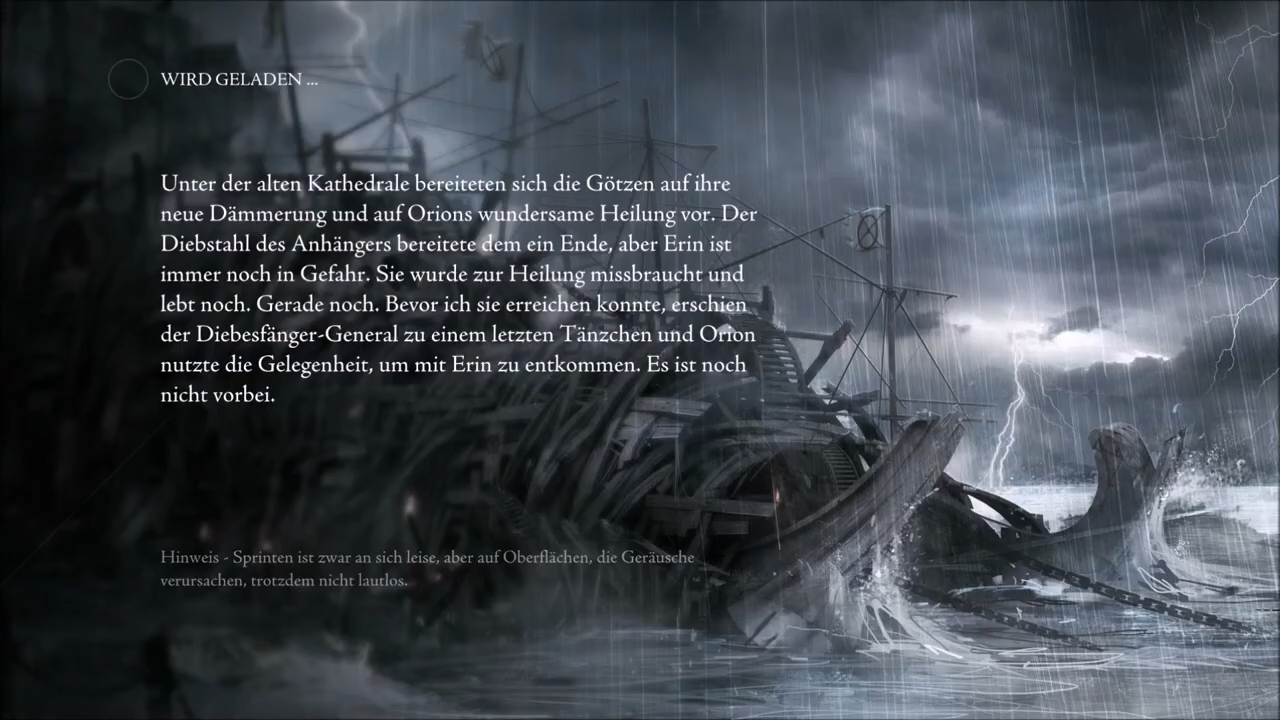 WIRD GELADEN ...
Unter der alten Kathedrale bereiteten sich die Götzen auf ihre
neue Dämmerung und auf Orions wundersame Heilung vor. Der
Diebstahl des Anhängers bereitete dem ein Ende, aber Erin ist
immer noch in Gefahr. Sie wurde zur Heilung missbraucht und
lebt noch. Gerade noch. Bevor ich sie erreichen konnte, erschien
der Diebesfänger-General zu einem letzten Tänzchen und Orion
nutzte die Gelegenheit, um mit Erin zu entkommen. Es ist noch
nicht vorbei.
Hinweis - Sprinten ist zwar an sich leise, aber auf Oberflächen, die Geräusche
verursachen, trotzdem nicht lautlos.